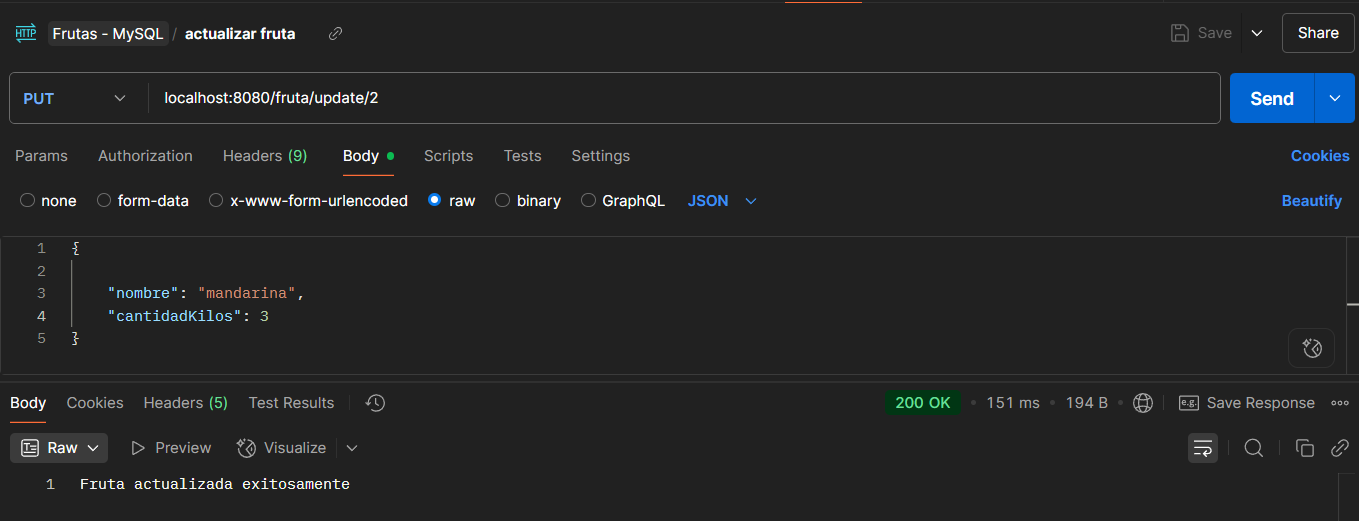 HTTP Frutas - MySQL / actualizar fruta Save Share
PUT localhost:8080/fruta/update/2 Send
Params Authorization Headers (9) Body Scripts Tests Settings Cookies
none form-data x-www-form-urlencoded raw binary GraphQL JSON Beautify
1 {
2
3 "nombre": "mandarina",
4 "cantidadKilos": 3
5 }
Body Cookies Headers (5) Test Results 200 OK • 151 ms • 194 B • e.g. Save Response
Raw Preview Visualize
1 Fruta actualizada exitosamente